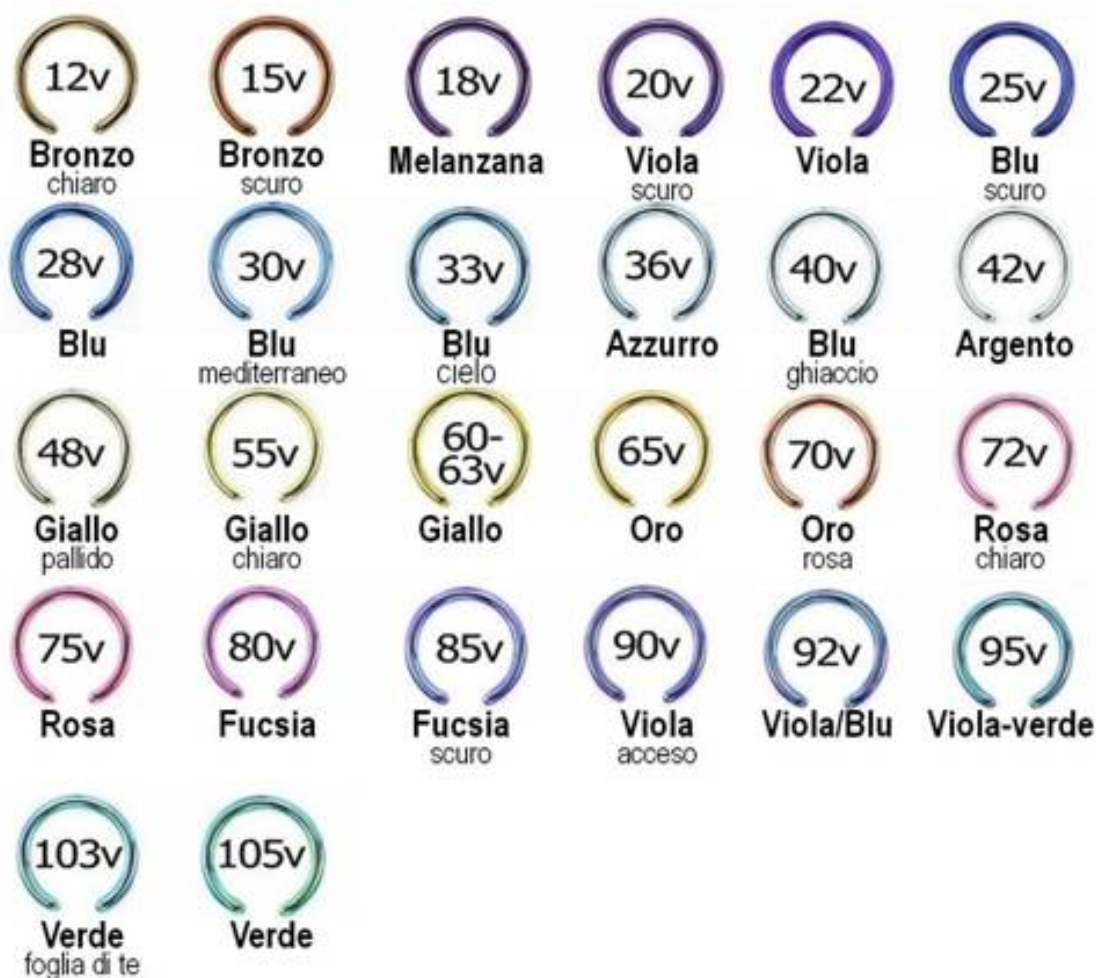 12v 15v 18v 20v 22v 25v
Bronzo Bronzo Melanzana Viola Viola Blu
chiaro scuro scuro scuro
28v 30v 33v 36v 40v 42v
Blu Blu Blu Azzurro Blu Argento
mediterraneo cielo ghiaccio
48v 55v 60-63v 65v 70v 72v
Giallo Giallo Giallo Oro Oro Rosa
pallido chiaro rosa chiaro
75v 80v 85v 90v 92v 95v
Rosa Fucsia Fucsia Viola Viola/Blu Viola-verde
scuro acceso
103v 105v
Verde Verde
foglia di te